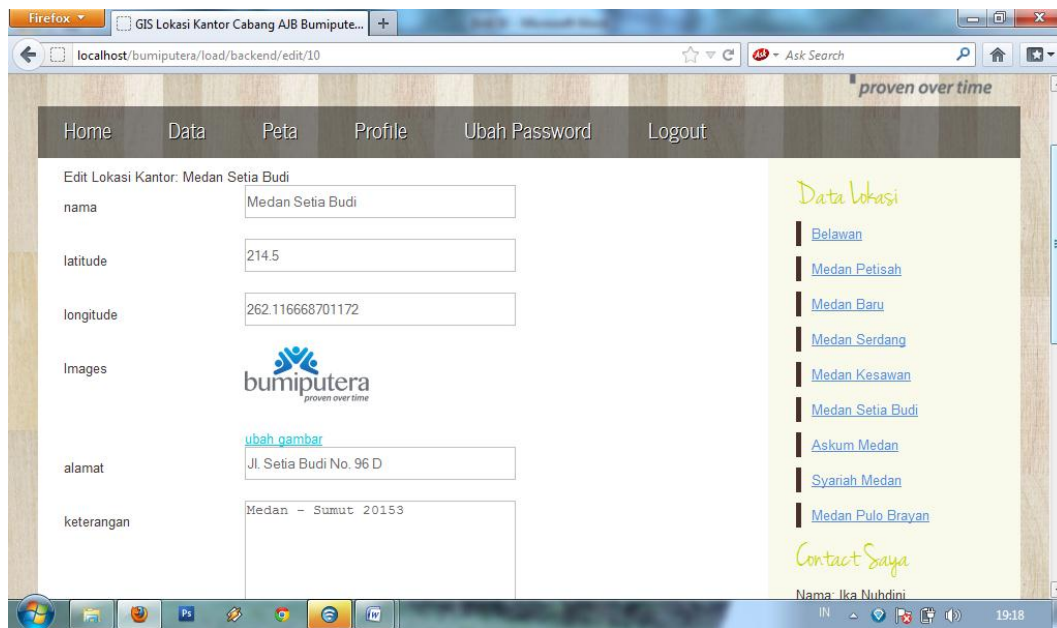 Firefox
GIS Lokasi Kantor Cabang AJB Bumipute...
localhost/bumiputera/load/backend/edit/10
Ask Search
proven over time
Home Data Peta Profile Ubah Password Logout
Edit Lokasi Kantor: Medan Setia Budi
nama Medan Setia Budi
latitude 214.5
longitude 262.116668701172
Images
bumiputera
proven over time
ubah gambar
alamat Jl. Setia Budi No. 96 D
keterangan Medan - Sumut 20153
Data Lokasi
Belawan
Medan Petisah
Medan Baru
Medan Serdang
Medan Kesawan
Medan Setia Budi
Askum Medan
Syariah Medan
Medan Pulo Brayan
Contact Saya
Nama: Ika Nuhdini
Ps
IN 19:18